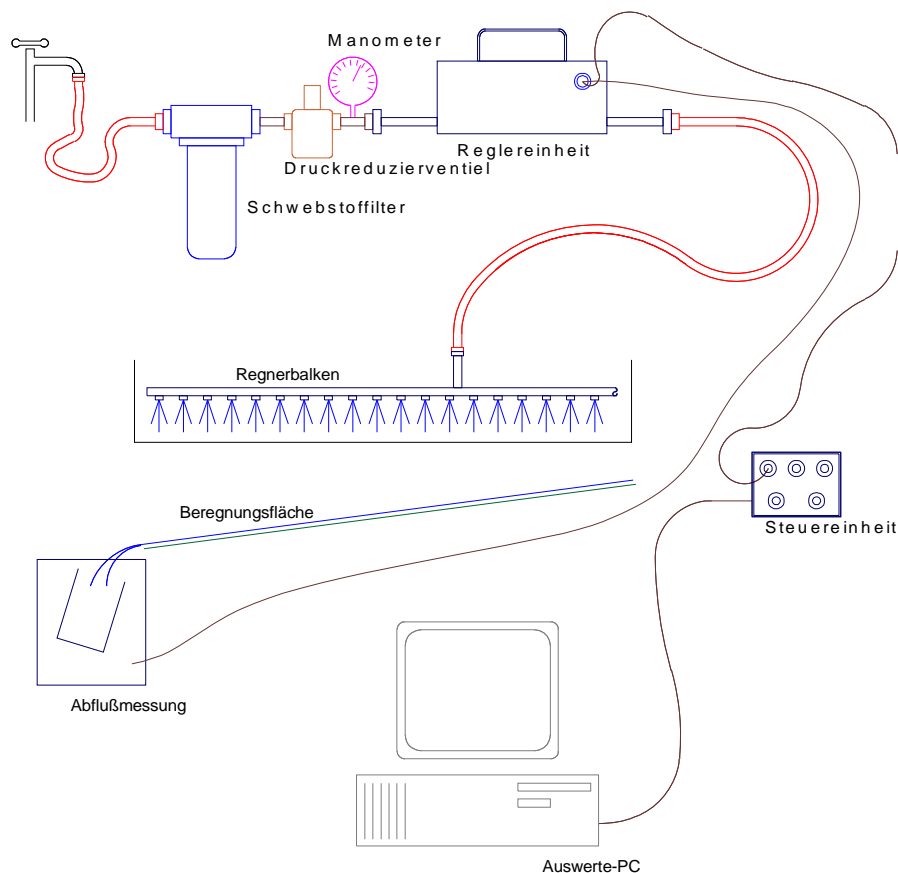 Manometer
Reglereinheit
Druckreduzierventiel
Schwebstoffilter
Regnerbalken
Beregnungsfläche
Steuereinheit
Abflußmessung
Auswerte-PC